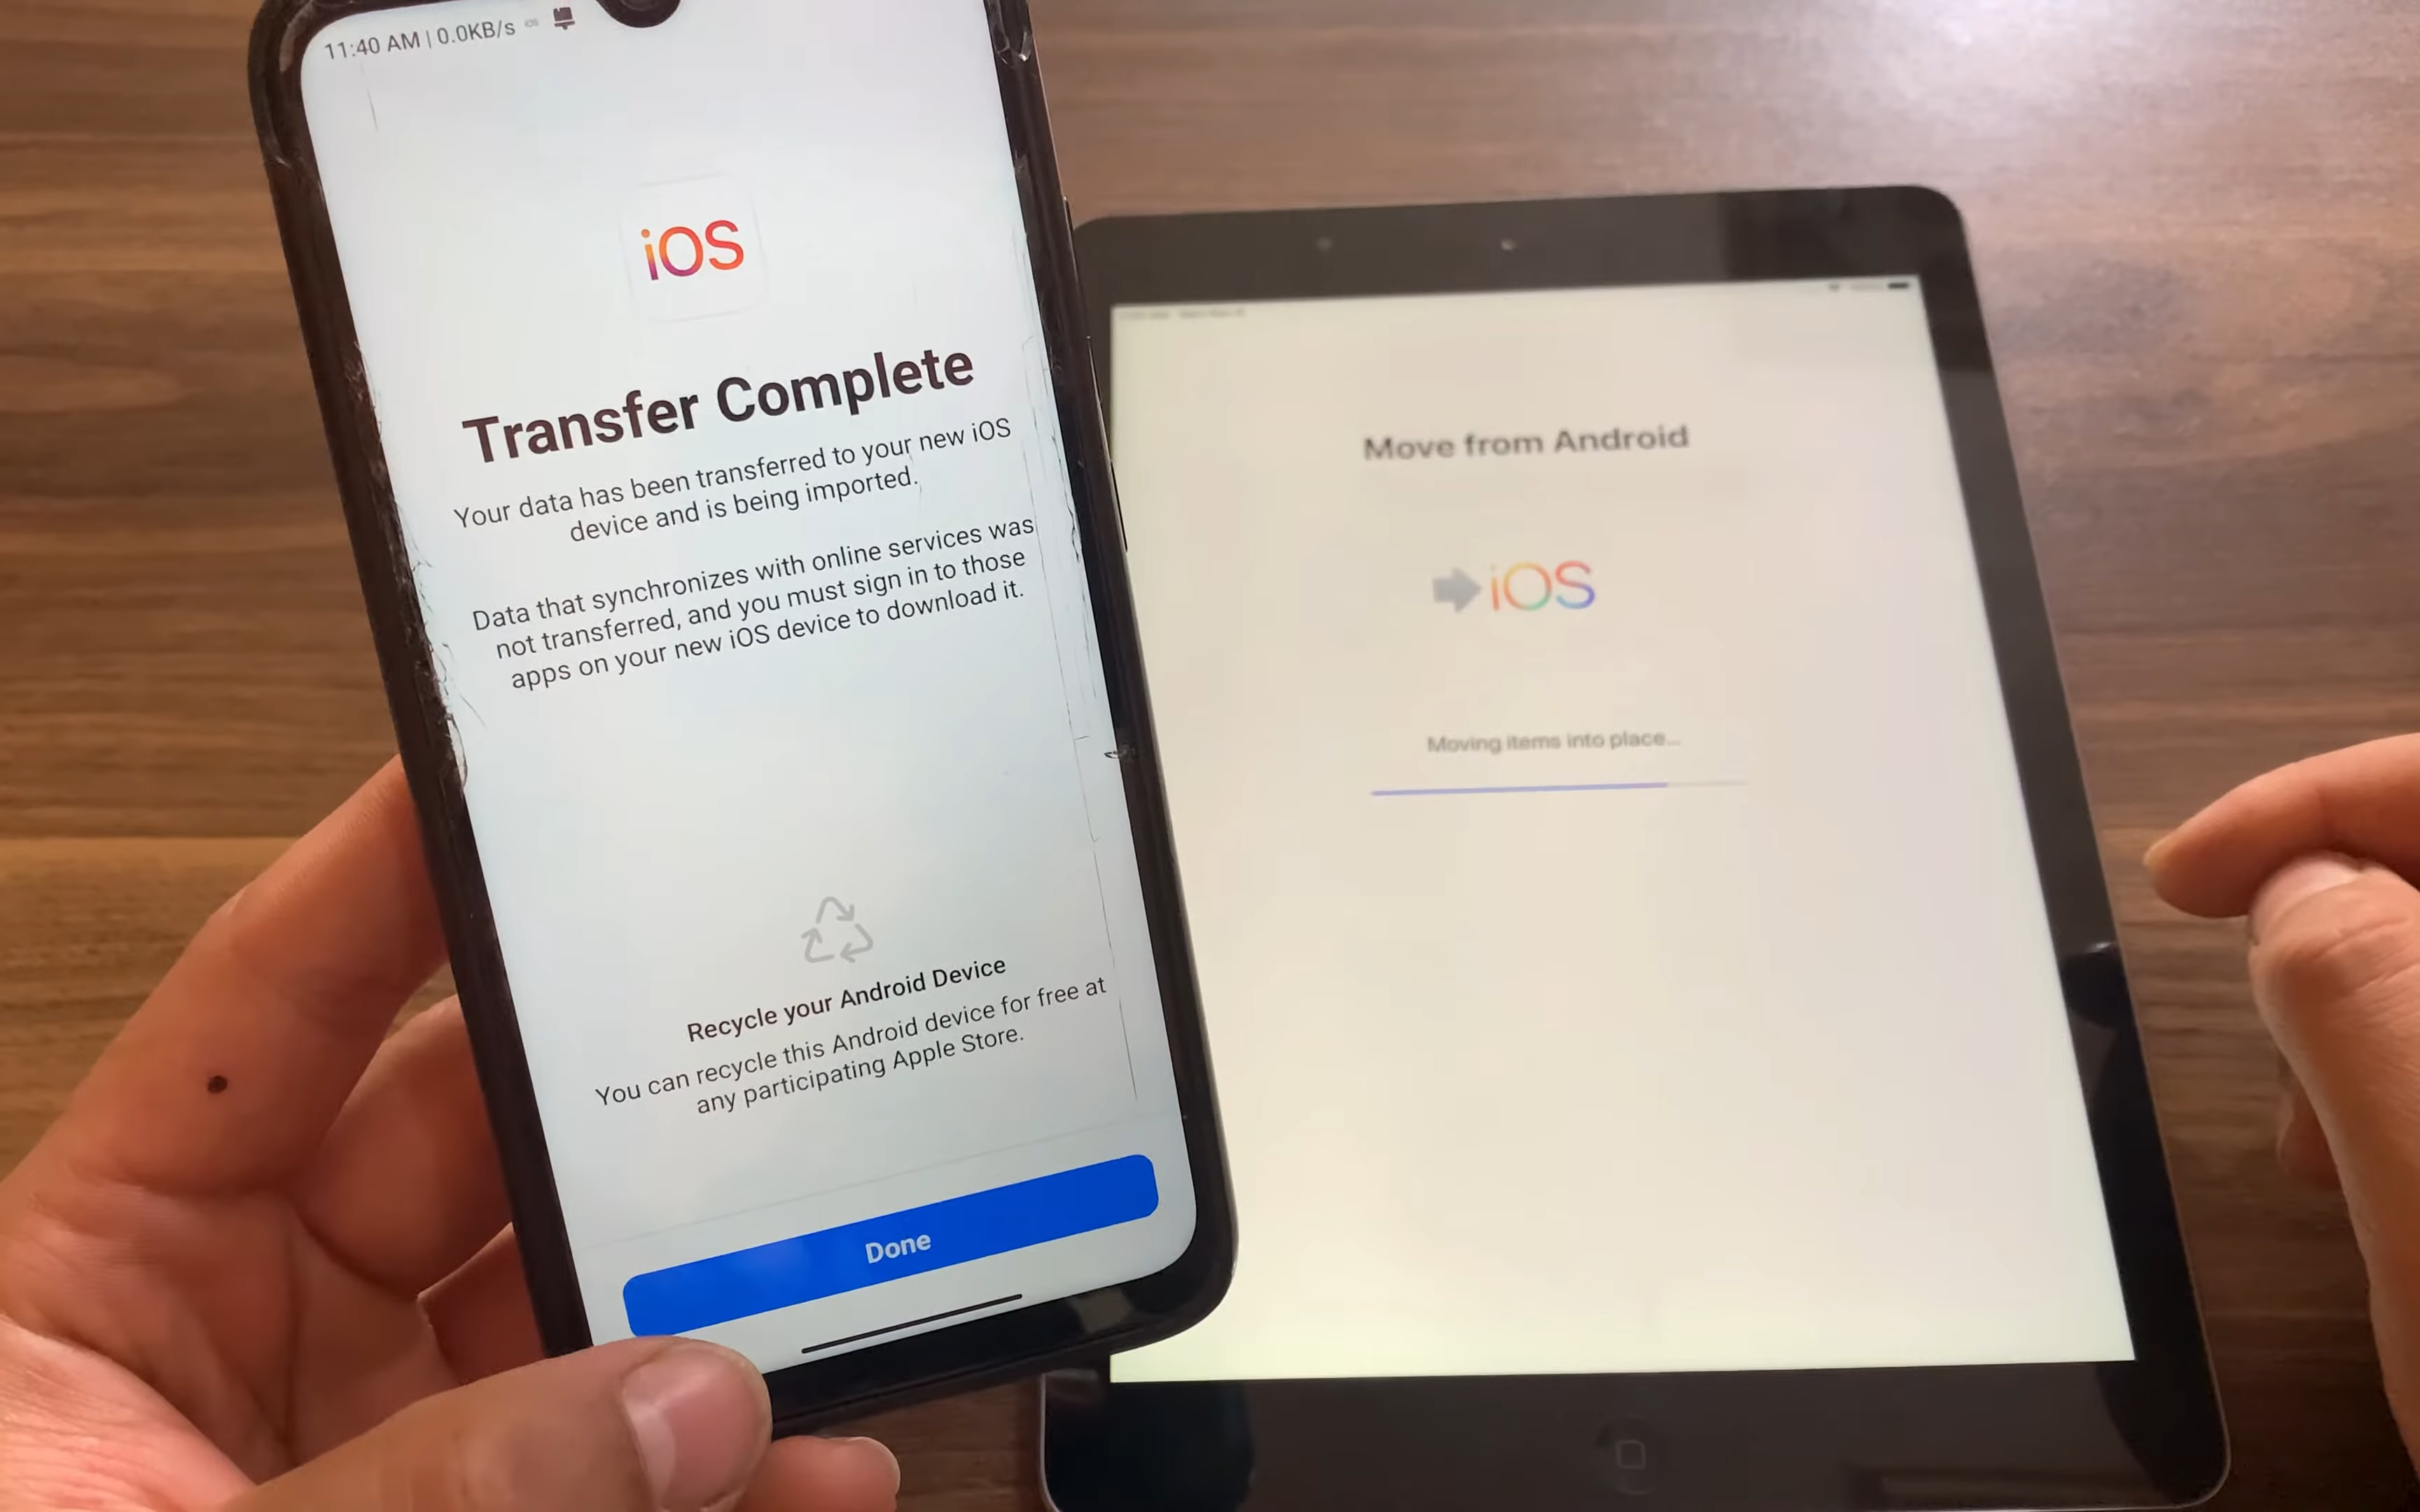 11:40 AM | 0.0KB/s
iOS
Transfer Complete
Your data has been transferred to your new iOS
device and is being imported.
Data that synchronizes with online services was
not transferred, and you must sign in to those
apps on your new iOS device to download it.
Recycle your Android Device
You can recycle this Android device for free at
any participating Apple Store.
Done
Move from Android
iOS
Moving items into place...